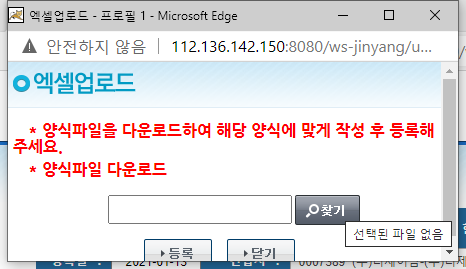 엑셀업로드 - 프로필 1 - Microsoft Edge
안전하지 않음 112.136.142.150:8080/ws-jinyang/u...
엑셀업로드
* 양식파일을 다운로드하여 해당 양식에 맞게 작성 후 등록해
주세요.
* 양식파일 다운로드
찾기
선택된 파일 없음
등록 닫기
2021-01-13